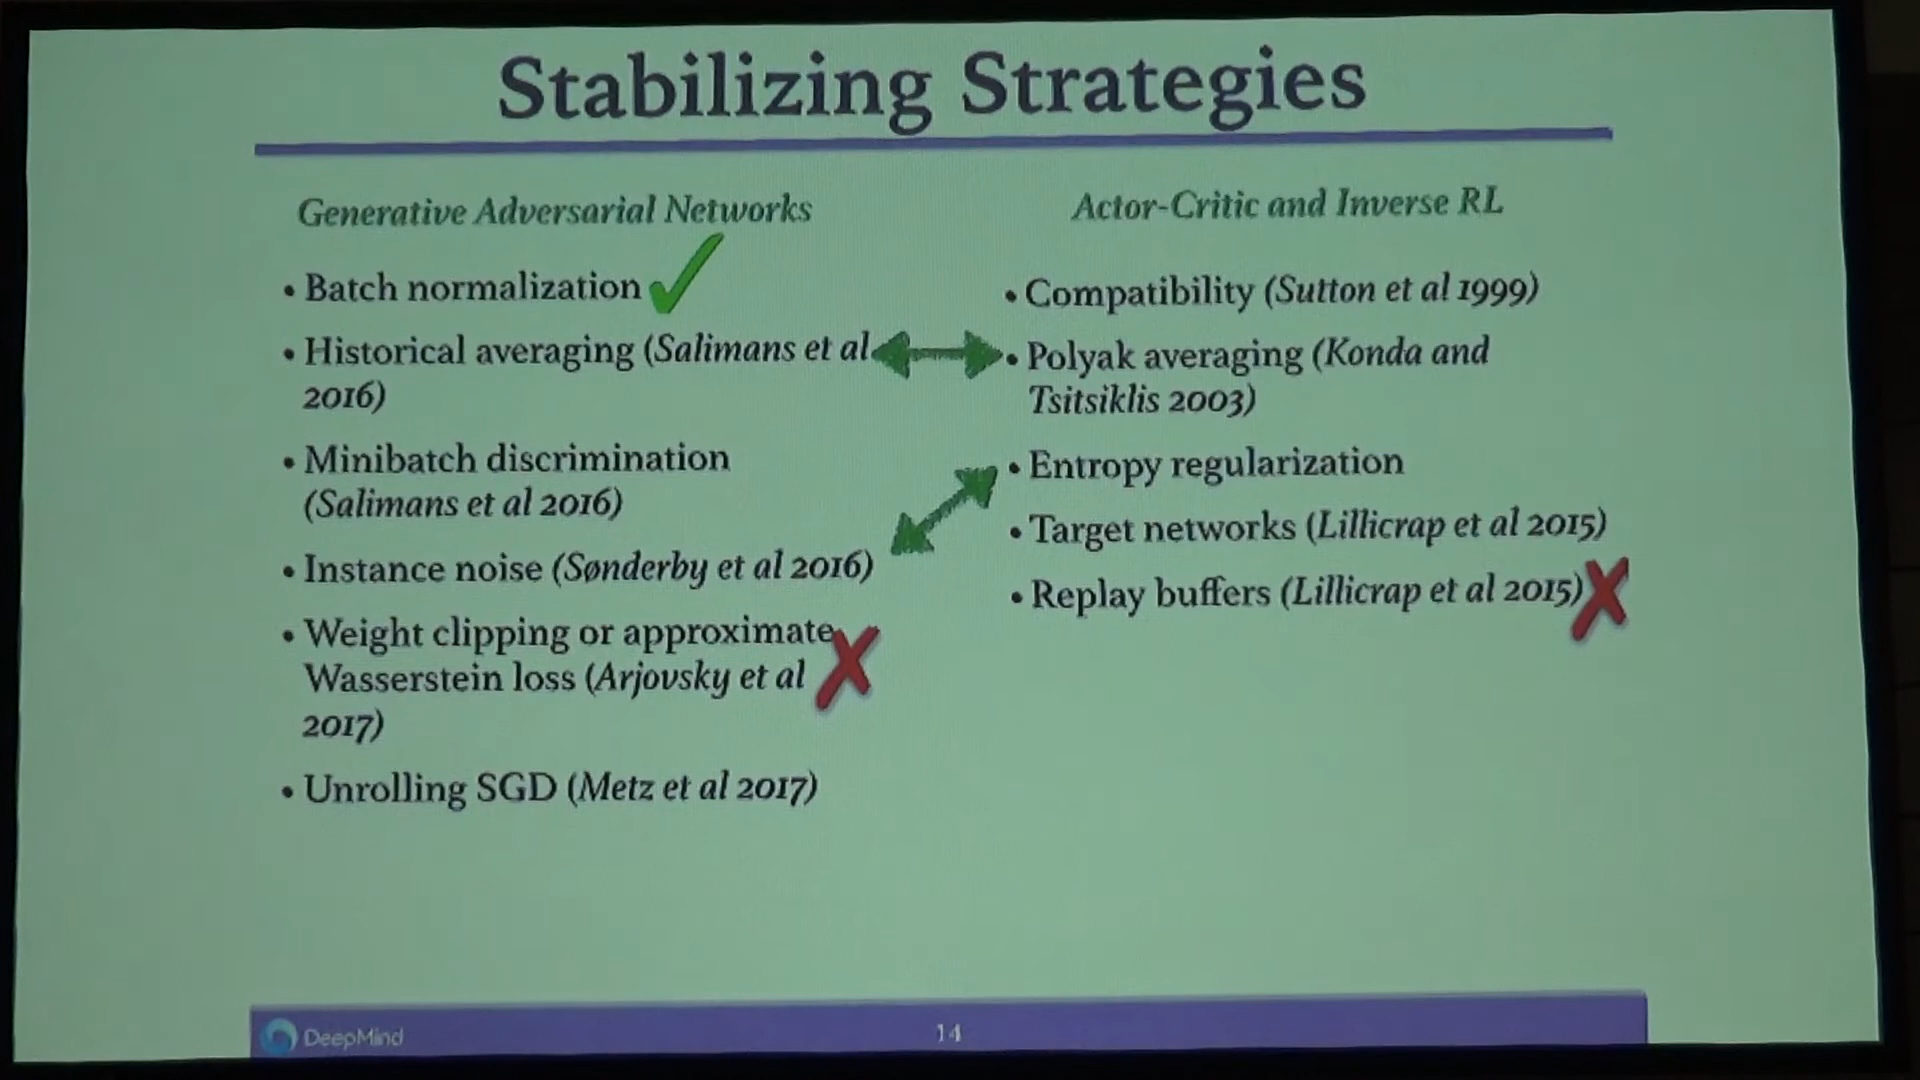 Stabilizing Strategies
Generative Adversarial Networks
• Batch normalization
• Historical averaging (Salimans et al
2016)
• Minibatch discrimination
(Salimans et al 2016)
• Instance noise (Sønderby et al 2016)
• Weight clipping or approximate
Wasserstein loss (Arjovsky et al
2017)
• Unrolling SGD (Metz et al 2017)
Actor-Critic and Inverse RL
• Compatibility (Sutton et al 1999)
• Polyak averaging (Konda and
Tsitsiklis 2003)
• Entropy regularization
• Target networks (Lillicrap et al 2015)
• Replay buffers (Lillicrap et al 2015)
DeepMind
14